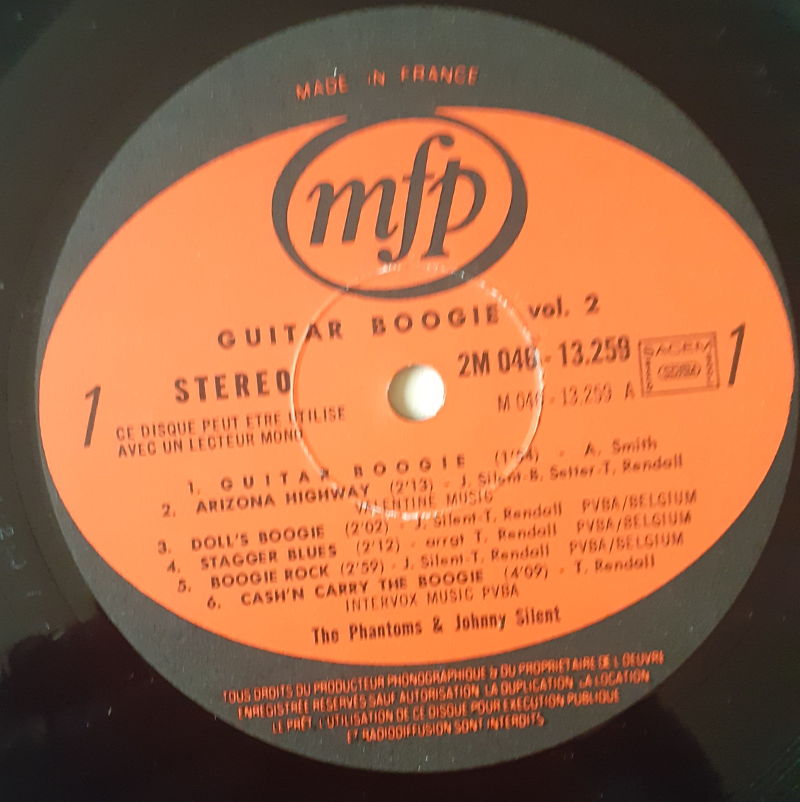 MADE IN FRANCE
mfp
GUITAR BOOGIE vol. 2
STEREO
2M 046 - 13.259
M 046 - 13.259 A
SACEM
1
1
CE DISQUE PEUT ETRE UTILISE
AVEC UN LECTEUR MONO
1. GUITAR BOOGIE (1'54) - A. Smith
2. ARIZONA HIGHWAY (2'13) - J. Silent-B. Setter-T. Rendall
VALENTINE MUSIC
3. DOLL'S BOOGIE (2'02) - J. Silent-T. Rendall PVBA/BELGIUM
4. STAGGER BLUES (2'12) - arrgt T. Rendall PVBA/BELGIUM
5. BOOGIE ROCK (2'59) - J. Silent-T. Rendall PVBA/BELGIUM
6. CASH'N CARRY THE BOOGIE (4'09) - T. Rendall
INTERVOX MUSIC PVBA
The Phantoms & Johnny Silent
TOUS DROITS DU PRODUCTEUR PHONOGRAPHIQUE & DU PROPRIETAIRE DE L OEUVRE
ENREGISTRÉE RESERVES SAUF AUTORISATION LA DUPLICATION LA LOCATION
LE PRET, L'UTILISATION DE CE DISQUE POUR EXECUTION PUBLIQUE
ET RADIODIFFUSION SONT INTERDITS